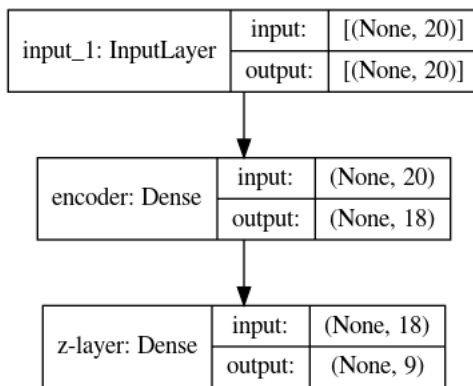 input_1: InputLayer
input: [(None, 20)]
output: [(None, 20)]
encoder: Dense
input: (None, 20)
output: (None, 18)
z-layer: Dense
input: (None, 18)
output: (None, 9)